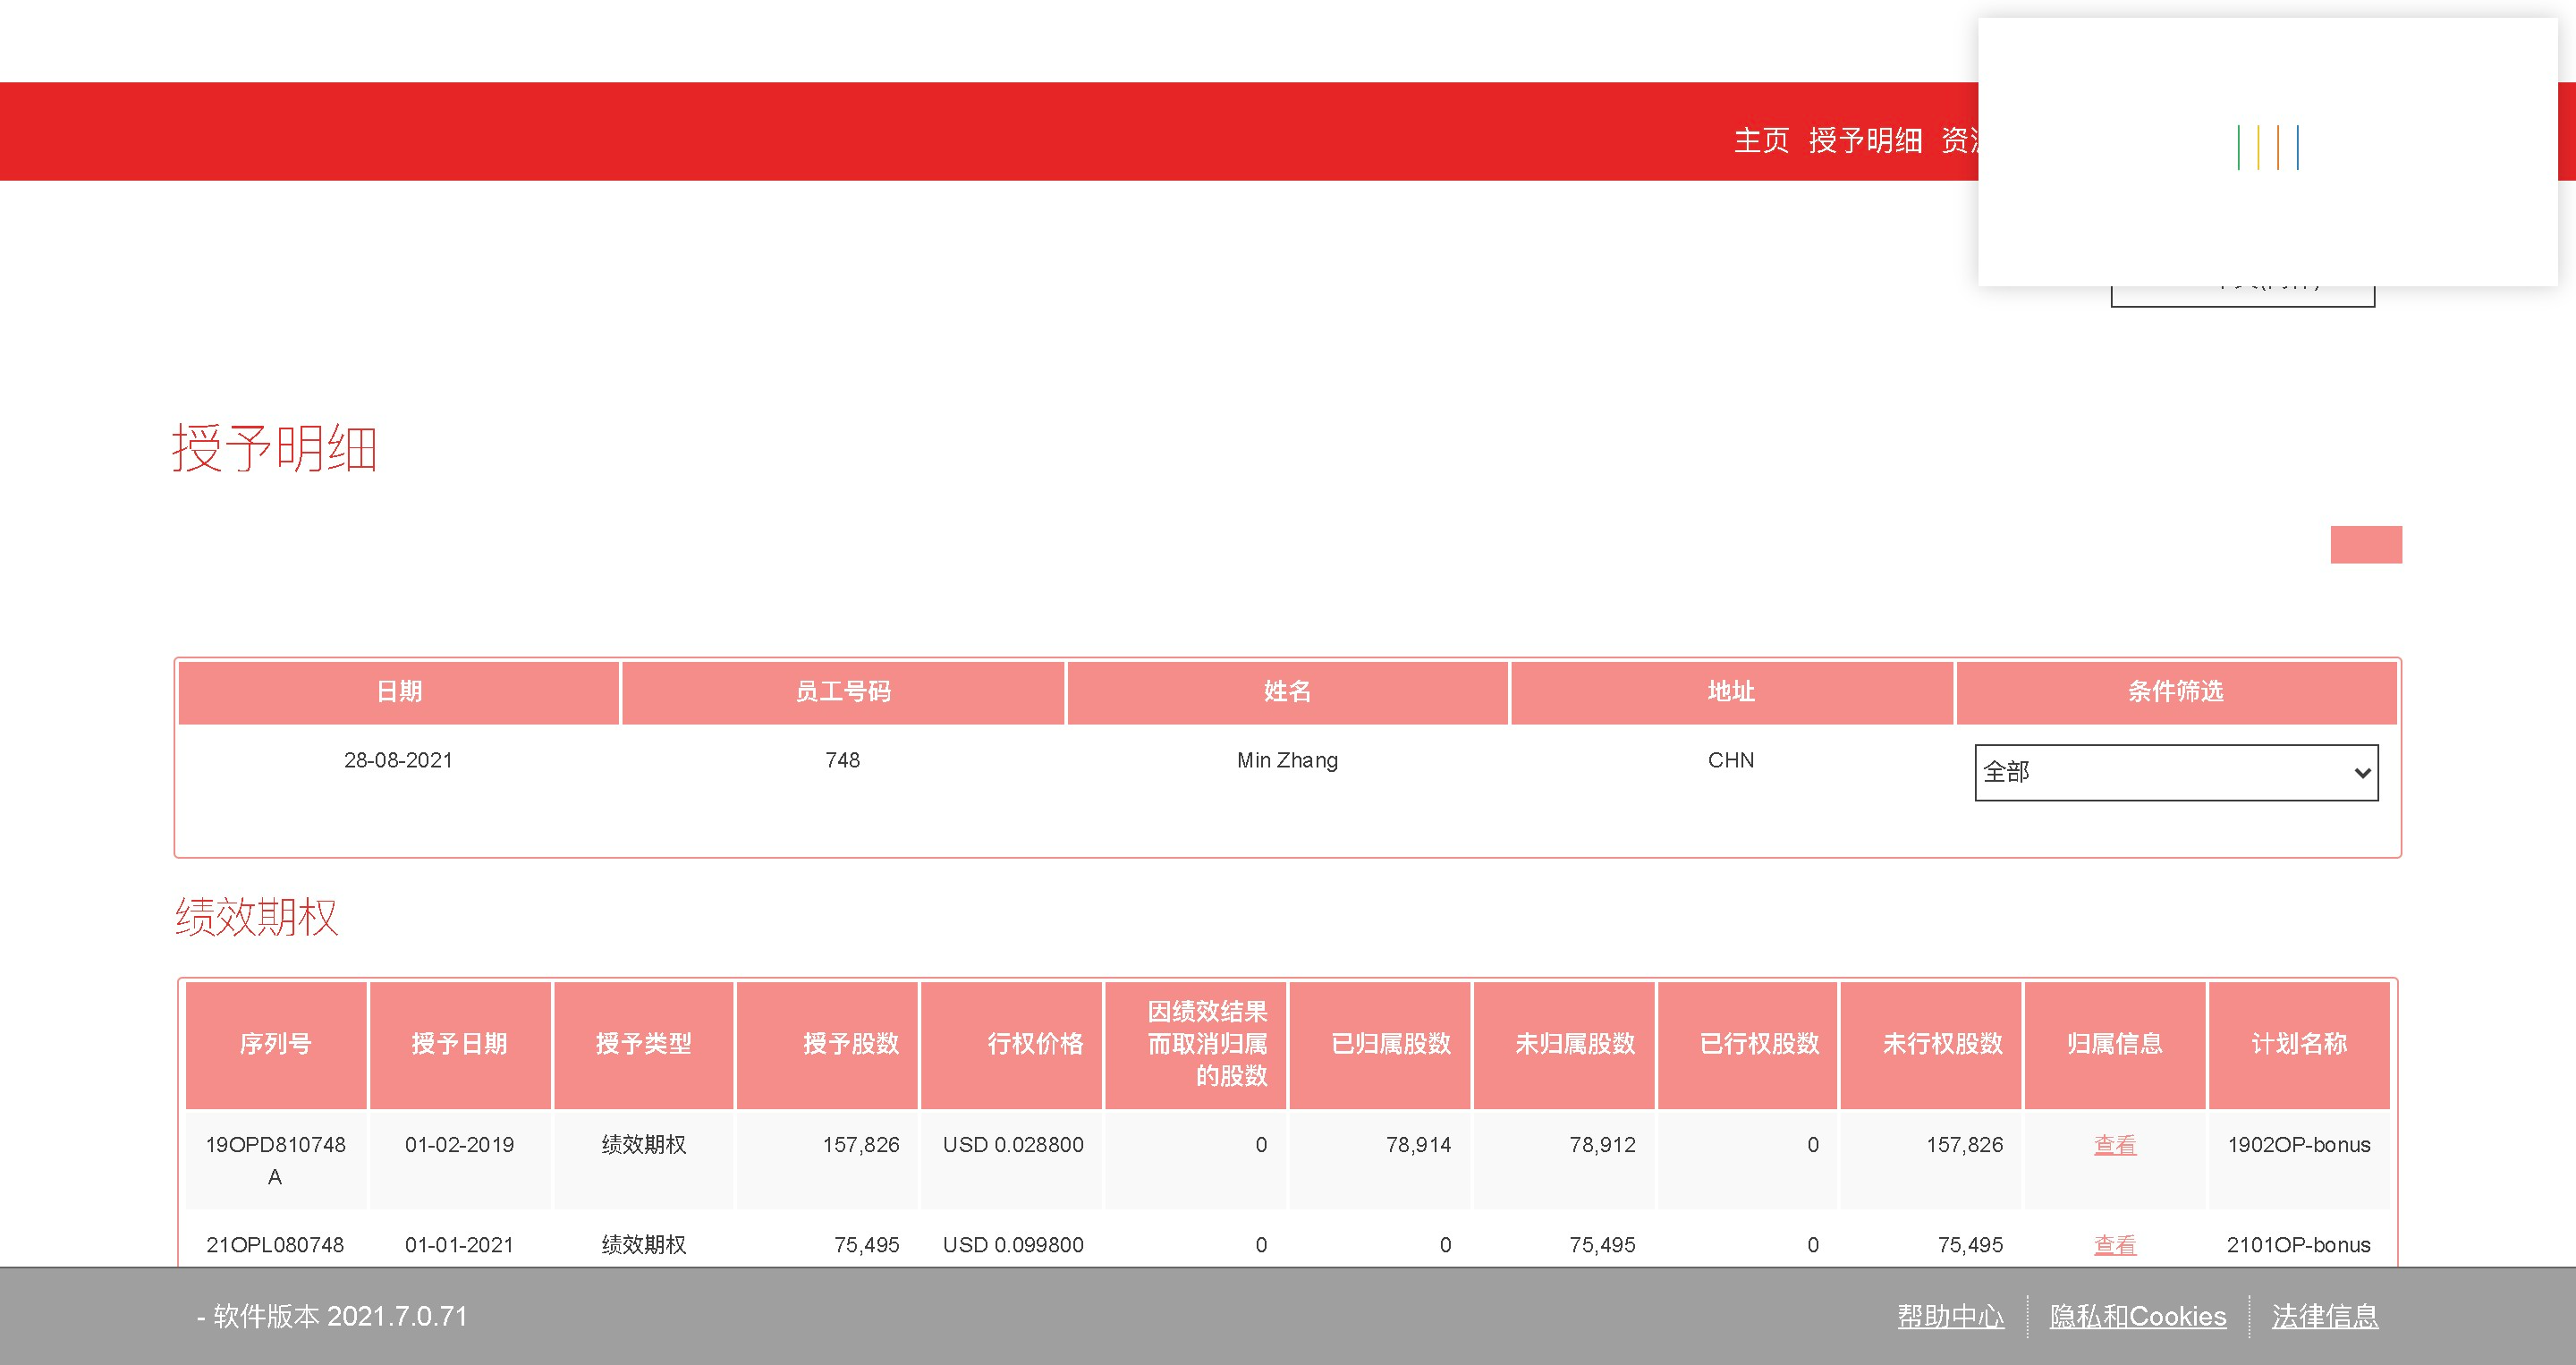 主页 授予明细
授予明细
日期 员工号码 姓名 地址 条件筛选
28-08-2021 748 Min Zhang CHN 全部
绩效期权
序列号 授予日期 授予类型 授予股数 行权价格 因绩效结果而取消归属的股数 已归属股数 未归属股数 已行权股数 未行权股数 归属信息 计划名称
19OPD810748A 01-02-2019 绩效期权 157,826 USD 0.028800 0 78,914 78,912 0 157,826 查看 1902OP-bonus
21OPL080748 01-01-2021 绩效期权 75,495 USD 0.099800 0 0 75,495 0 75,495 查看 2101OP-bonus
- 软件版本 2021.7.0.71 帮助中心 隐私和Cookies 法律信息